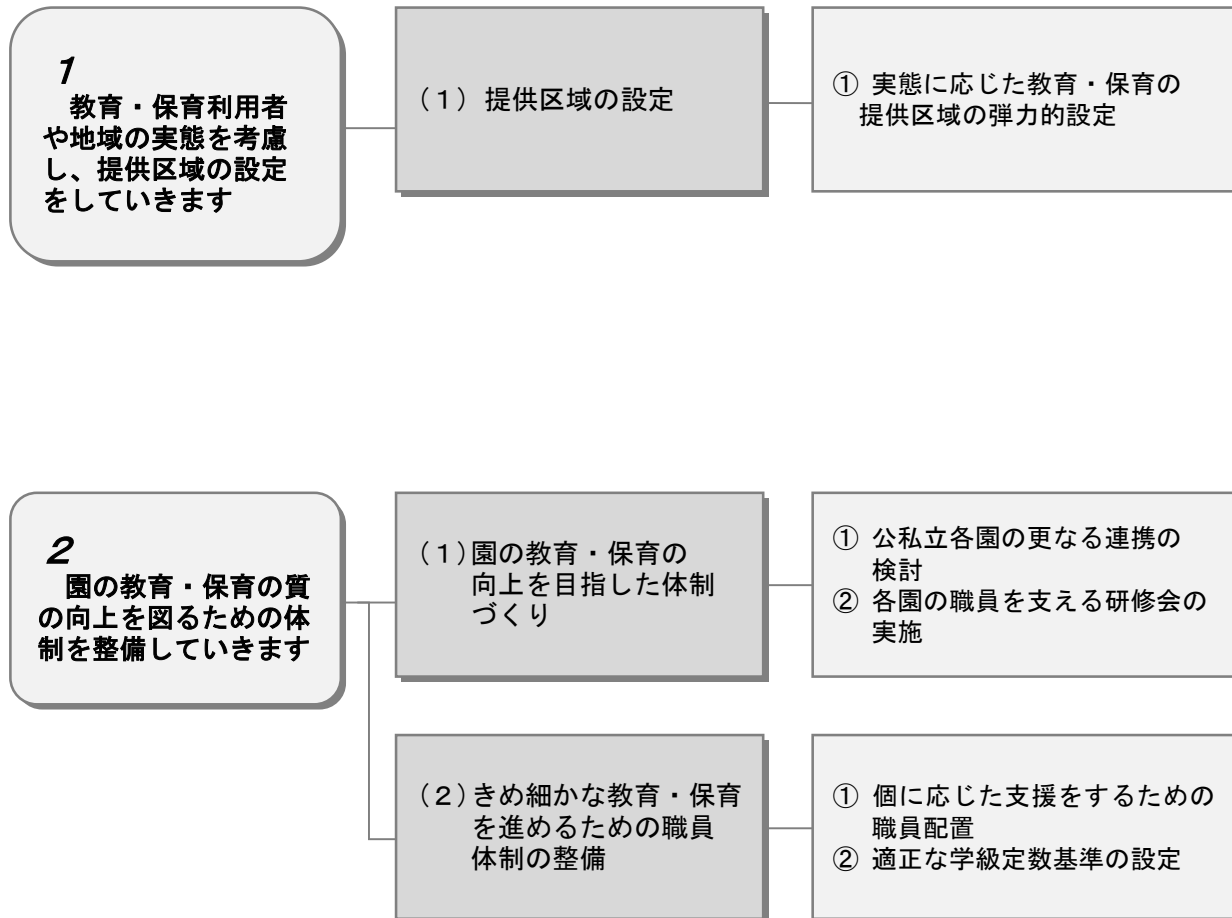 1
教育・保育利用者
や地域の実態を考慮
し、提供区域の設定
をしていきます
(1) 提供区域の設定
① 実態に応じた教育・保育の
提供区域の弾力的設定
2
園の教育・保育の質
の向上を図るための体
制を整備していきます
(1)園の教育・保育の
向上を目指した体制
づくり
① 公私立各園の更なる連携の
検討
② 各園の職員を支える研修会の
実施
(2)きめ細かな教育・保育
を進めるための職員
体制の整備
① 個に応じた支援をするための
職員配置
② 適正な学級定数基準の設定